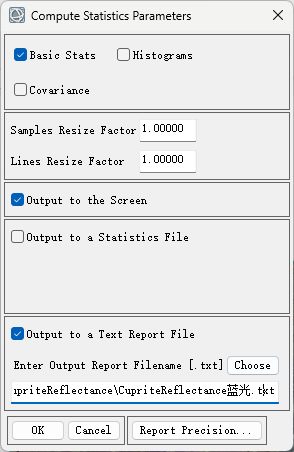 Compute Statistics Parameters
Basic Stats
Histograms
Covariance
Samples Resize Factor 1.00000
Lines Resize Factor 1.00000
Output to the Screen
Output to a Statistics File
Output to a Text Report File
Enter Output Report Filename [.txt] Choose
upriteReflectance\CupriteReflectance蓝光.txt
OK Cancel Report Precision...